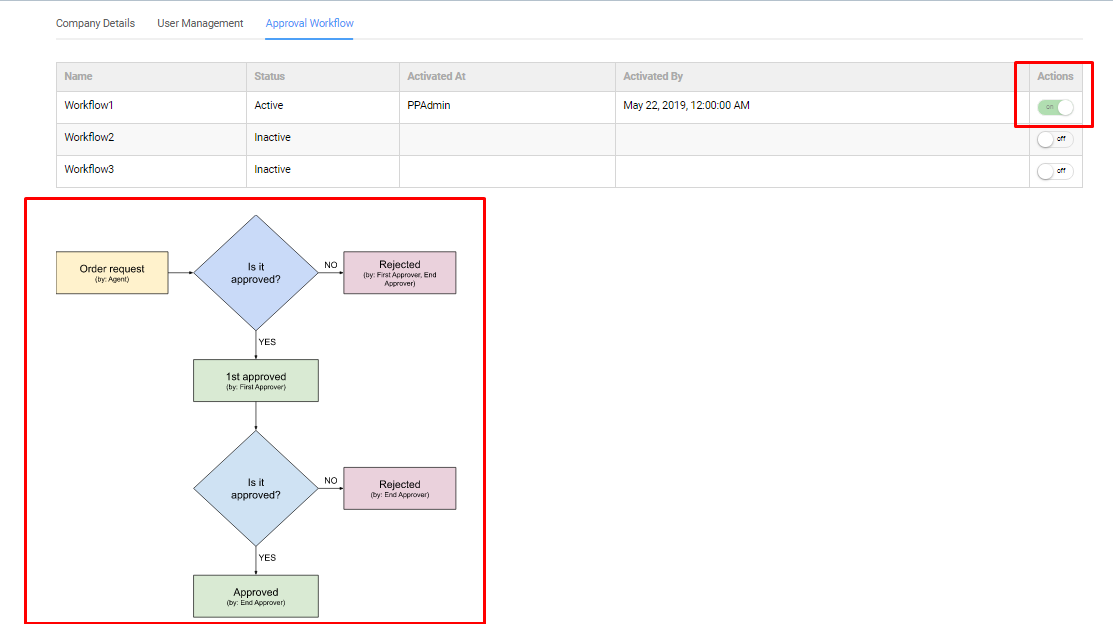 Company Details User Management Approval Workflow
Name Status Activated At Activated By Actions
Workflow1 Active PPAdmin May 22, 2019, 12:00:00 AM on
Workflow2 Inactive off
Workflow3 Inactive off
Order request
(by: Agent)
Is it
approved?
NO
Rejected
(by: First Approver, End
Approver)
YES
1st approved
(by: First Approver)
Is it
approved?
NO
Rejected
(by: End Approver)
YES
Approved
(by: End Approver)